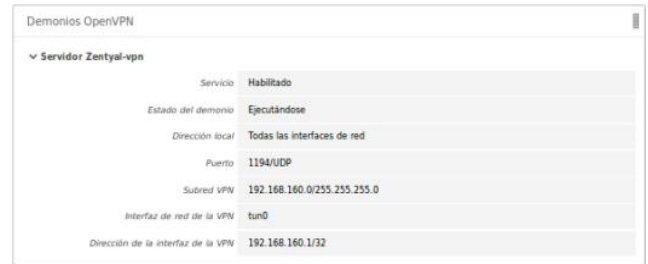 Demonios OpenVPN
Servidor Zentyal-vpn
Servicio Habilitado
Estado del demonio Ejecutándose
Dirección local Todas las interfaces de red
Puerto 1194/UDP
Subred VPN 192.168.160.0/255.255.255.0
Interfaz de red de la VPN tun0
Dirección de la interfaz de la VPN 192.168.160.1/32